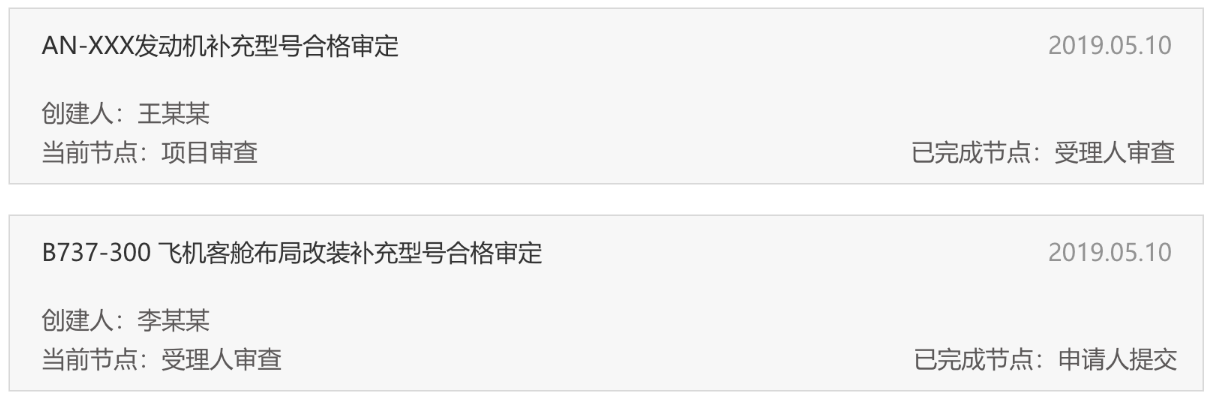 AN-XXX发动机补充型号合格审定 2019.05.10
创建人：王某某
当前节点：项目审查 已完成节点：受理人审查
B737-300 飞机客舱布局改装补充型号合格审定 2019.05.10
创建人：李某某
当前节点：受理人审查 已完成节点：申请人提交